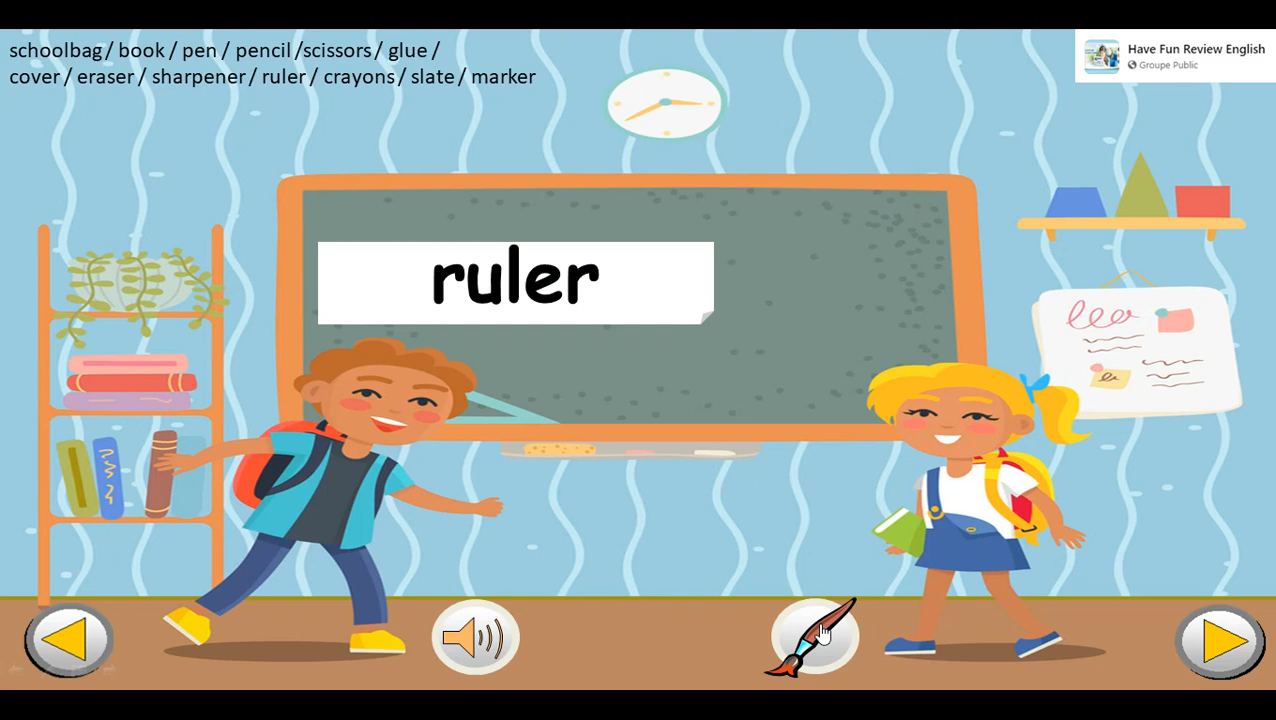 schoolbag / book / pen / pencil /scissors / glue /
cover / eraser / sharpener / ruler / crayons / slate / marker
Have Fun Review English
Groupe Public
ruler